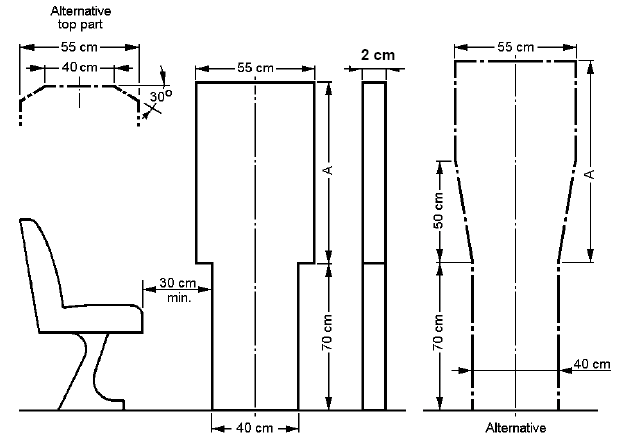 Alternative
top part
55 cm
40 cm
30°
55 cm
2 cm
55 cm
A
A
50 cm
30 cm
min.
70 cm
70 cm
40 cm
40 cm
Alternative